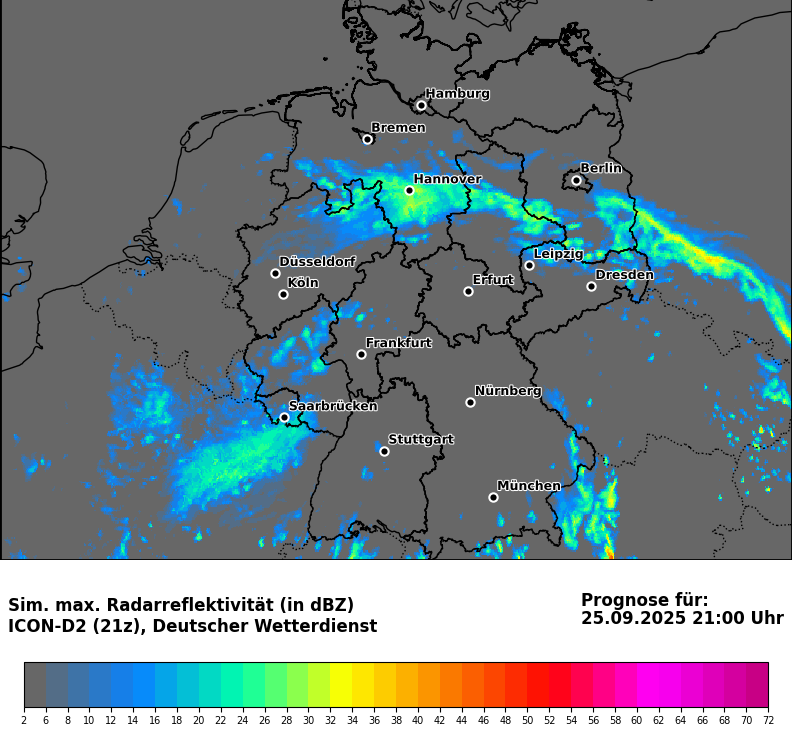 Hamburg
Bremen
Berlin
Hannover
Leipzig
Düsseldorf
Dresden
Köln
Erfurt
Frankfurt
Nürnberg
Saarbrücken
Stuttgart
München
Sim. max. Radarreflektivität (in dBZ)
ICON-D2 (21z), Deutscher Wetterdienst
Prognose für:
25.09.2025 21:00 Uhr
2 6 8 10 12 14 16 18 20 22 24 26 28 30 32 34 36 38 40 42 44 46 48 50 52 54 56 58 60 62 64 66 68 70 72